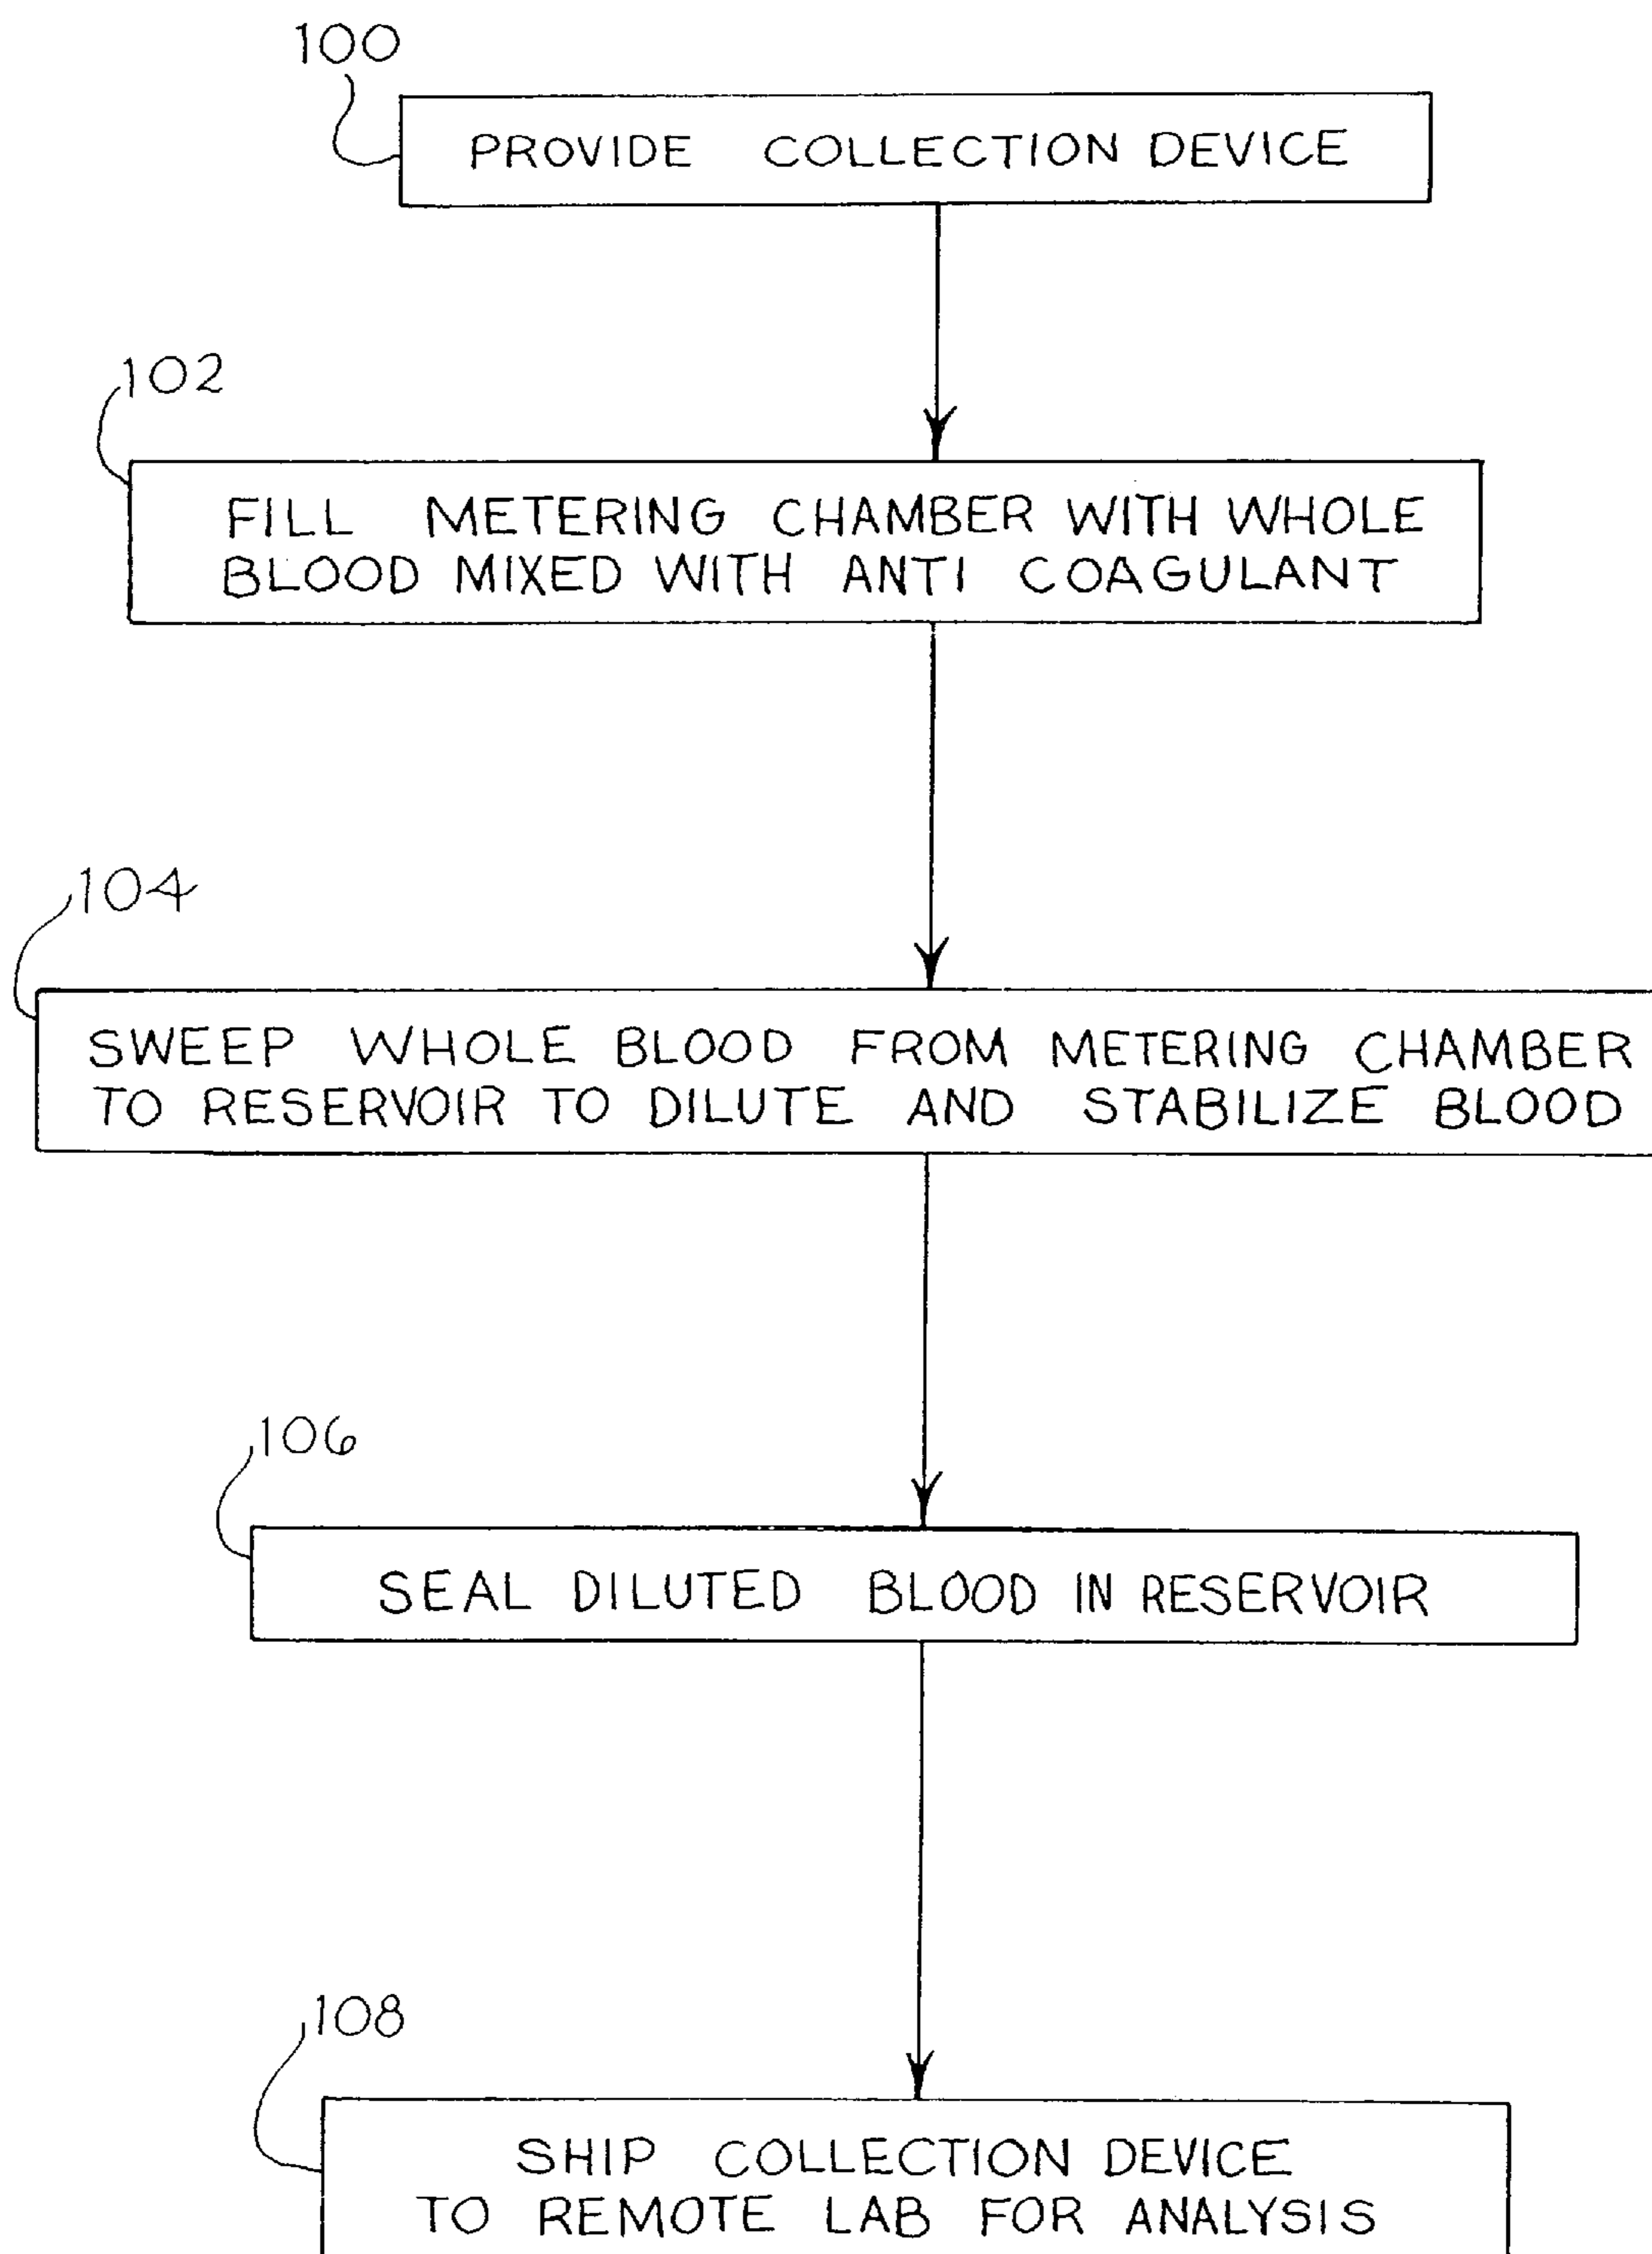 100
PROVIDE COLLECTION DEVICE
102
FILL METERING CHAMBER WITH WHOLE
BLOOD MIXED WITH ANTI COAGULANT
104
SWEEP WHOLE BLOOD FROM METERING CHAMBER
TO RESERVOIR TO DILUTE AND STABILIZE BLOOD
106
SEAL DILUTED BLOOD IN RESERVOIR
108
SHIP COLLECTION DEVICE
TO REMOTE LAB FOR ANALYSIS